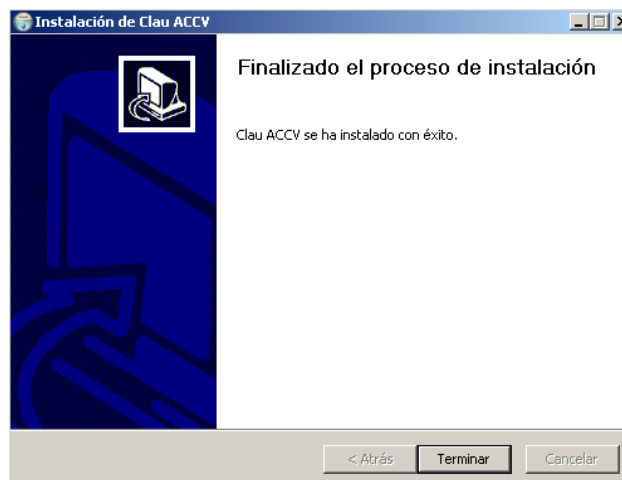 Instalación de Clau ACCV
Finalizado el proceso de instalación
Clau ACCV se ha instalado con éxito.
< Atrás
Terminar
Cancelar